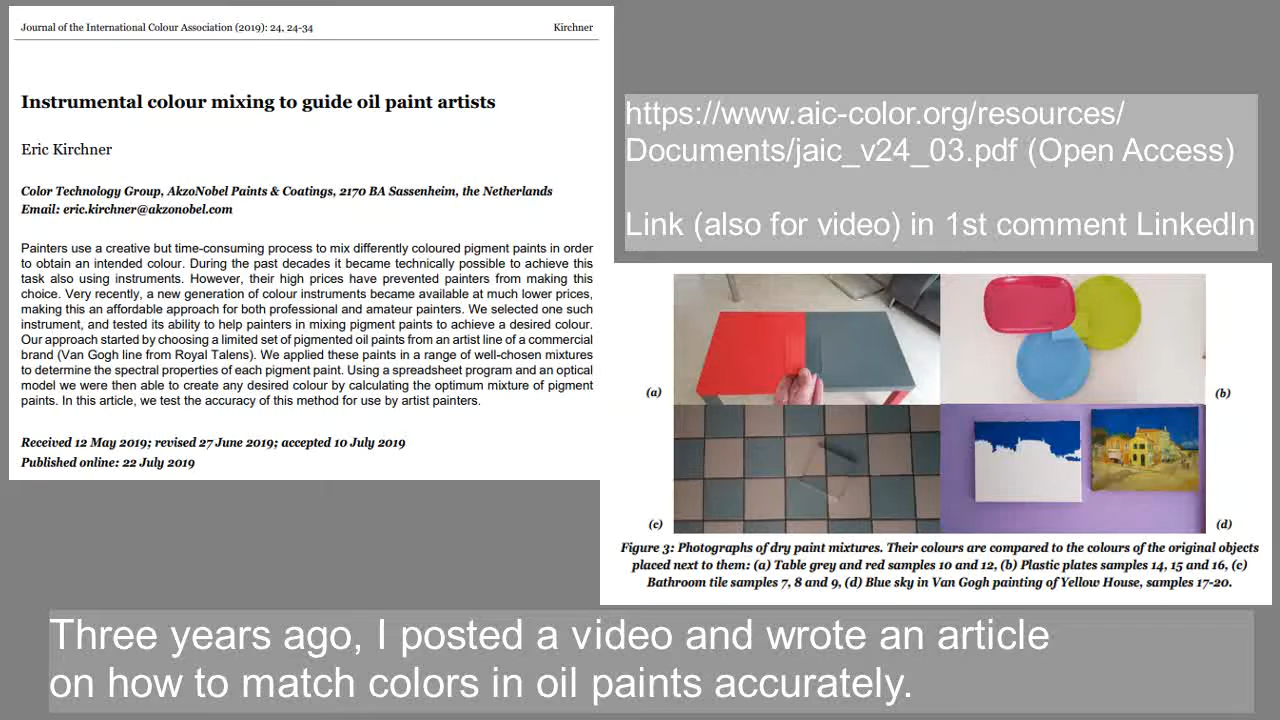 Journal of the International Colour Association (2019): 24, 24-34
Kirchner
Instrumental colour mixing to guide oil paint artists
Eric Kirchner
Color Technology Group, AkzoNobel Paints & Coatings, 2170 BA Sassenheim, the Netherlands
Email: eric.kirchner@akzonobel.com
Painters use a creative but time-consuming process to mix differently coloured pigment paints in order
to obtain an intended colour. During the past decades it became technically possible to achieve this
task also using instruments. However, their high prices have prevented painters from making this
choice. Very recently, a new generation of colour instruments became available at much lower prices,
making this an affordable approach for both professional and amateur painters. We selected one such
instrument, and tested its ability to help painters in mixing pigment paints to achieve a desired colour.
Our approach started by choosing a limited set of pigmented oil paints from an artist line of a commercial
brand (Van Gogh line from Royal Talens). We applied these paints in a range of well-chosen mixtures
to determine the spectral properties of each pigment paint. Using a spreadsheet program and an optical
model we were then able to create any desired colour by calculating the optimum mixture of pigment
paints. In this article, we test the accuracy of this method for use by artist painters.
Received 12 May 2019; revised 27 June 2019; accepted 10 July 2019
Published online: 22 July 2019
https://www.aic-color.org/resources/
Documents/jaic_v24_03.pdf (Open Access)
Link (also for video) in 1st comment LinkedIn
(a)
(b)
(c)
(d)
Figure 3: Photographs of dry paint mixtures. Their colours are compared to the colours of the original objects
placed next to them: (a) Table grey and red samples 10 and 12, (b) Plastic plates samples 14, 15 and 16, (c)
Bathroom tile samples 7, 8 and 9, (d) Blue sky in Van Gogh painting of Yellow House, samples 17-20.
Three years ago, I posted a video and wrote an article
on how to match colors in oil paints accurately.